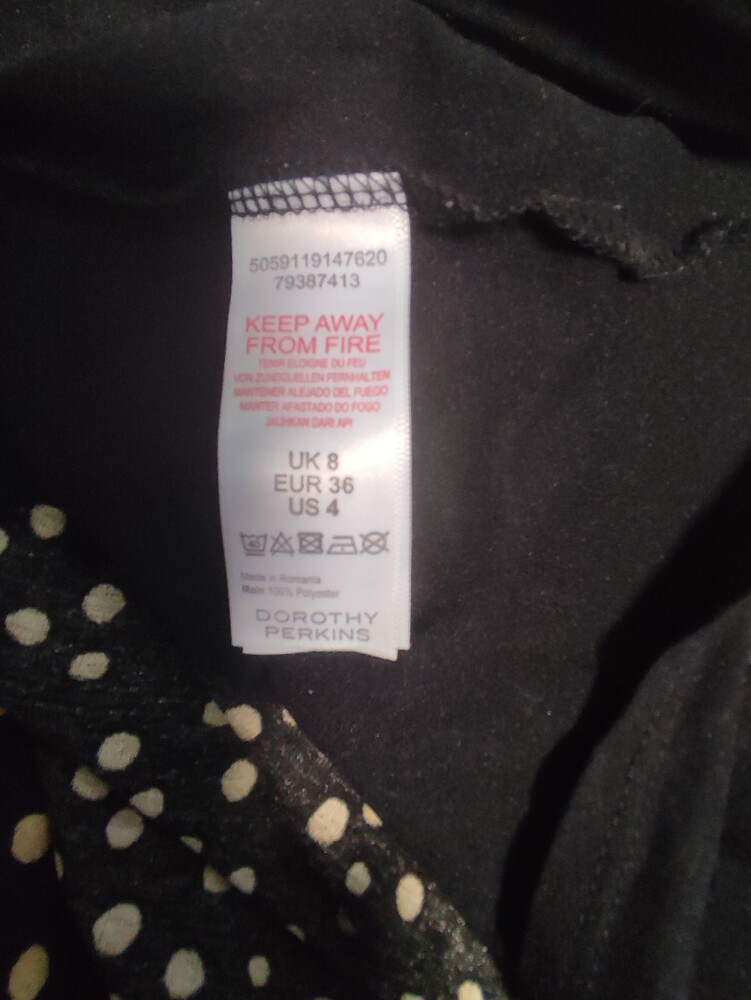 5059119147620
79387413
KEEP AWAY
FROM FIRE
TENIR ELOIGNE DU FEU
VON ZUNDQUELLEN FERNHALTEN
MANTENER ALEJADO DEL FUEGO
MANTER AFASTADO DO FOGO
JAUHKAN DARI API
UK 8
EUR 36
US 4
40
Made in Romania
Main 100% Polyester
DOROTHY
PERKINS